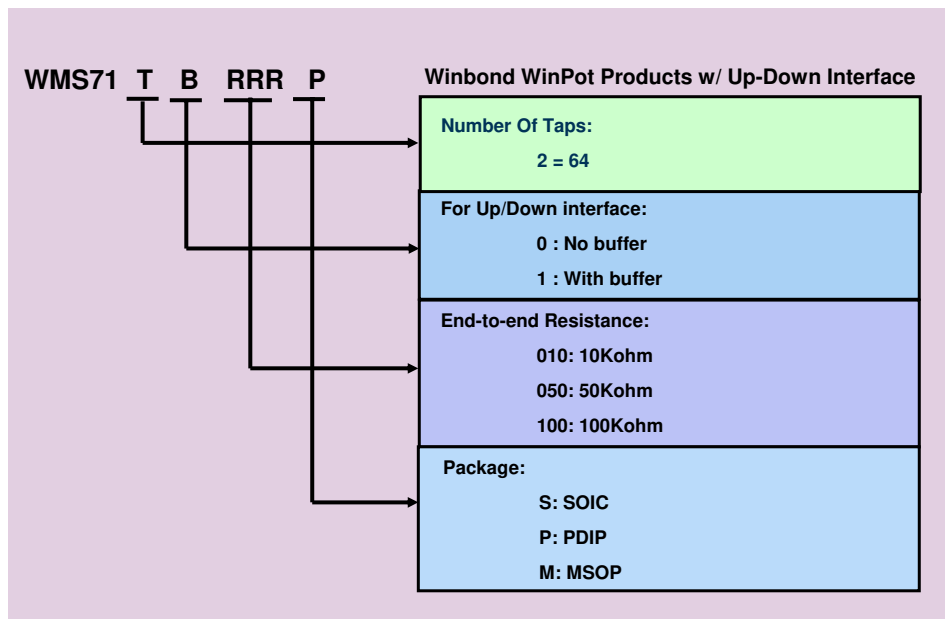 WMS71 T B RRR P
Winbond WinPot Products w/ Up-Down Interface
Number Of Taps:
2 = 64
For Up/Down interface:
0 : No buffer
1 : With buffer
End-to-end Resistance:
010: 10Kohm
050: 50Kohm
100: 100Kohm
Package:
S: SOIC
P: PDIP
M: MSOP